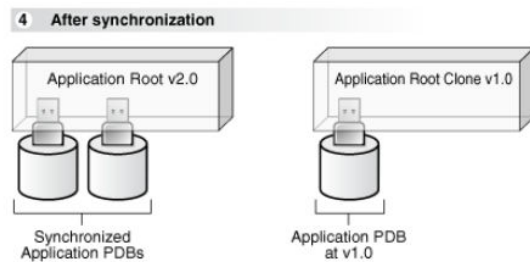 4 After synchronization
Application Root v2.0
Application Root Clone v1.0
Synchronized
Application PDBs
Application PDB
at v1.0